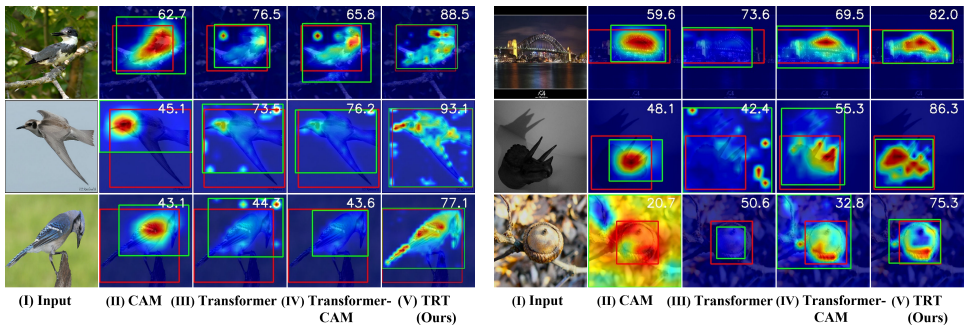 62.7 76.5 65.8 88.5
59.6 73.6 69.5 82.0
45.1 73.5 76.2 93.1
48.1 42.4 55.3 86.3
43.1 44.3 43.6 77.1
20.7 50.6 32.8 75.3
(I) Input (II) CAM (III) Transformer (IV) Transformer-CAM (V) TRT (Ours)
(I) Input (II) CAM (III) Transformer (IV) Transformer-CAM (V) TRT (Ours)